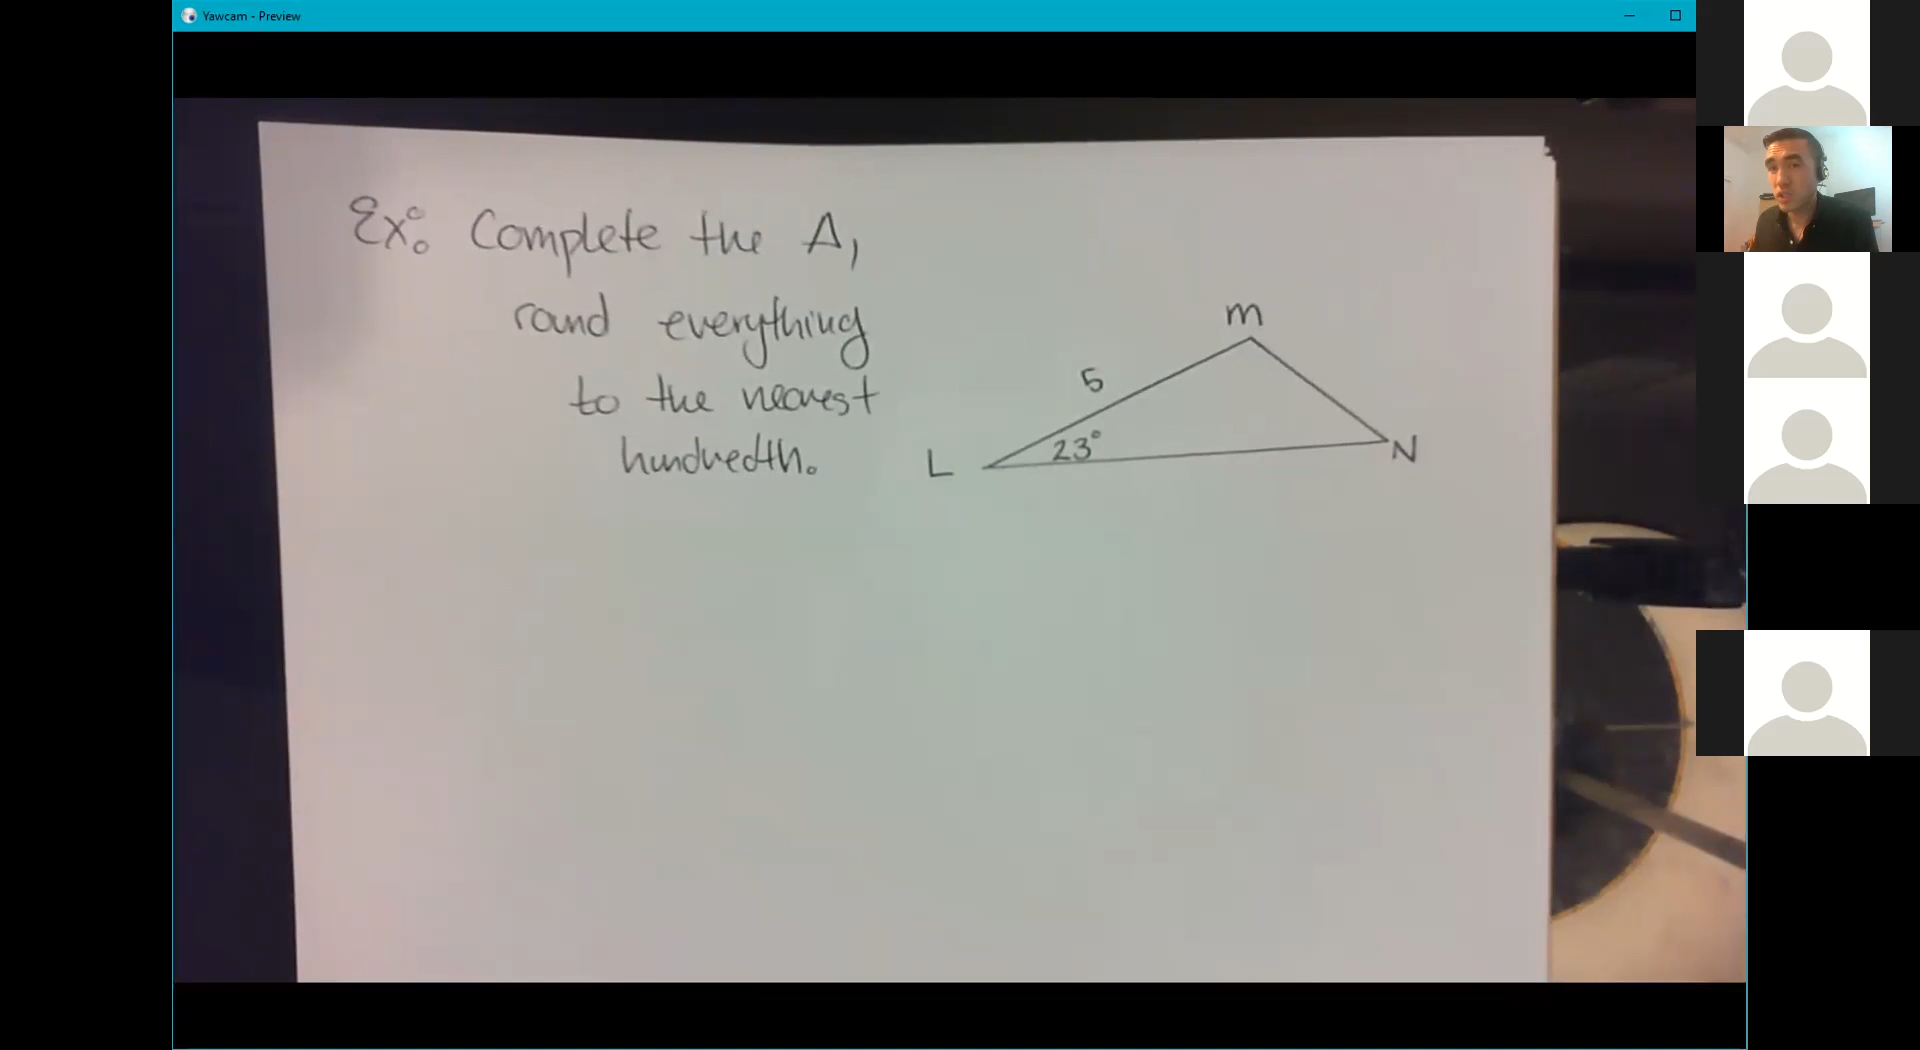 Yawcam - Preview
Ex: Complete the Δ,
round everything
to the nearest
hundredth.
m
5
23°
L
N